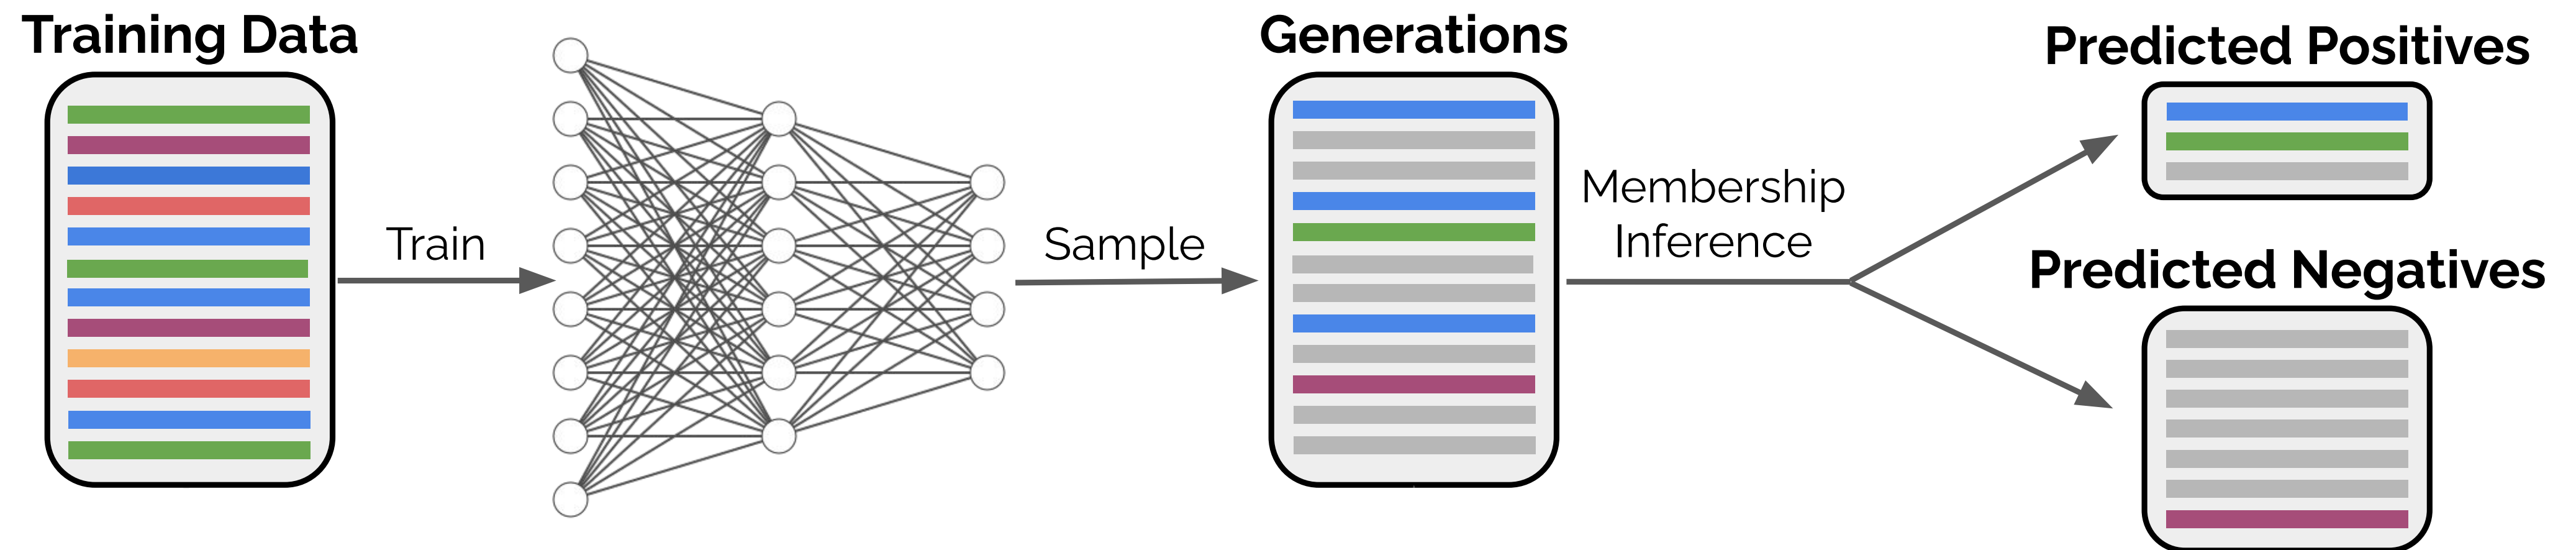 Training Data
Train
Sample
Generations
Membership
Inference
Predicted Positives
Predicted Negatives